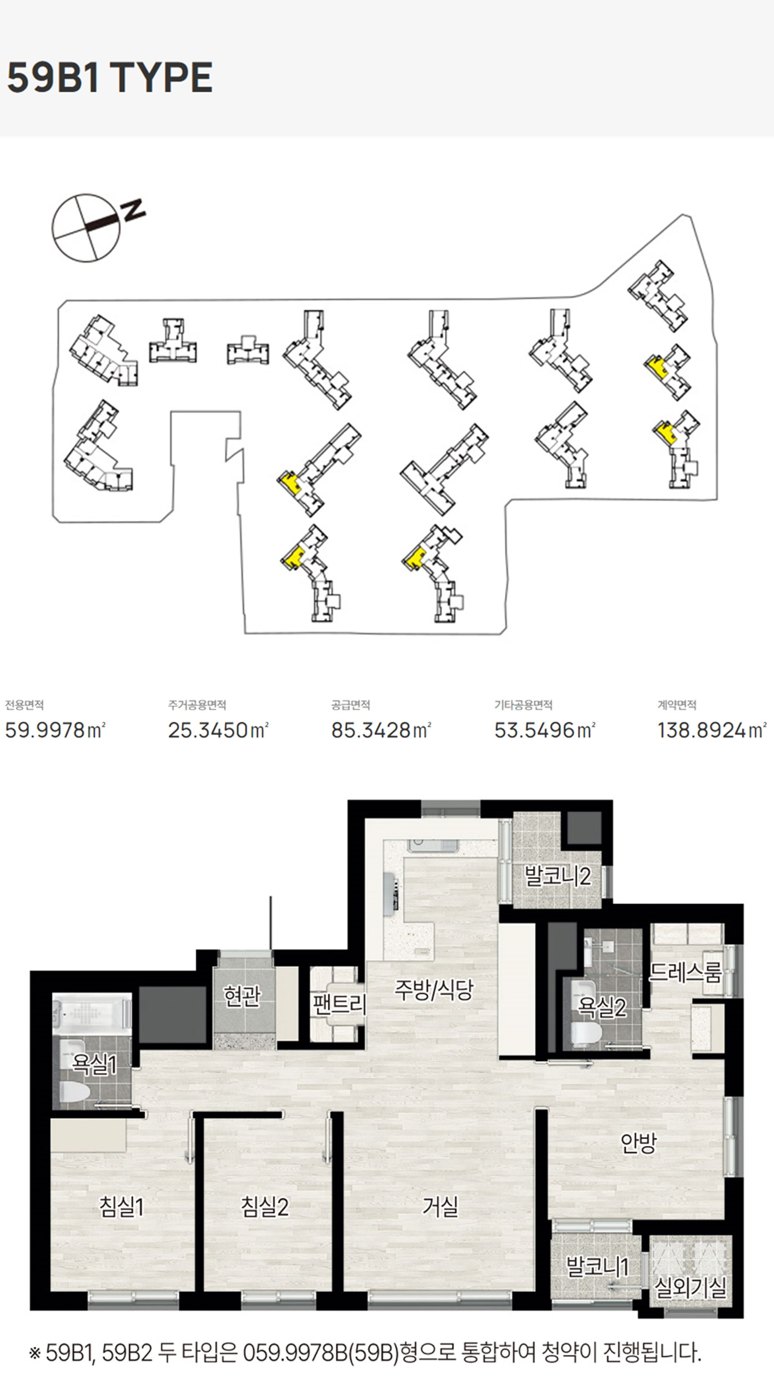 59B1 TYPE
N
전용면적 주거공용면적 공급면적 기타공용면적 계약면적
59.9978㎡ 25.3450㎡ 85.3428㎡ 53.5496㎡ 138.8924㎡
발코니2
드레스룸
현관 팬트리 주방/식당 욕실2
욕실1
안방
침실1 침실2 거실
발코니1
실외기실
※ 59B1, 59B2 두 타입은 059.9978B(59B)형으로 통합하여 청약이 진행됩니다.